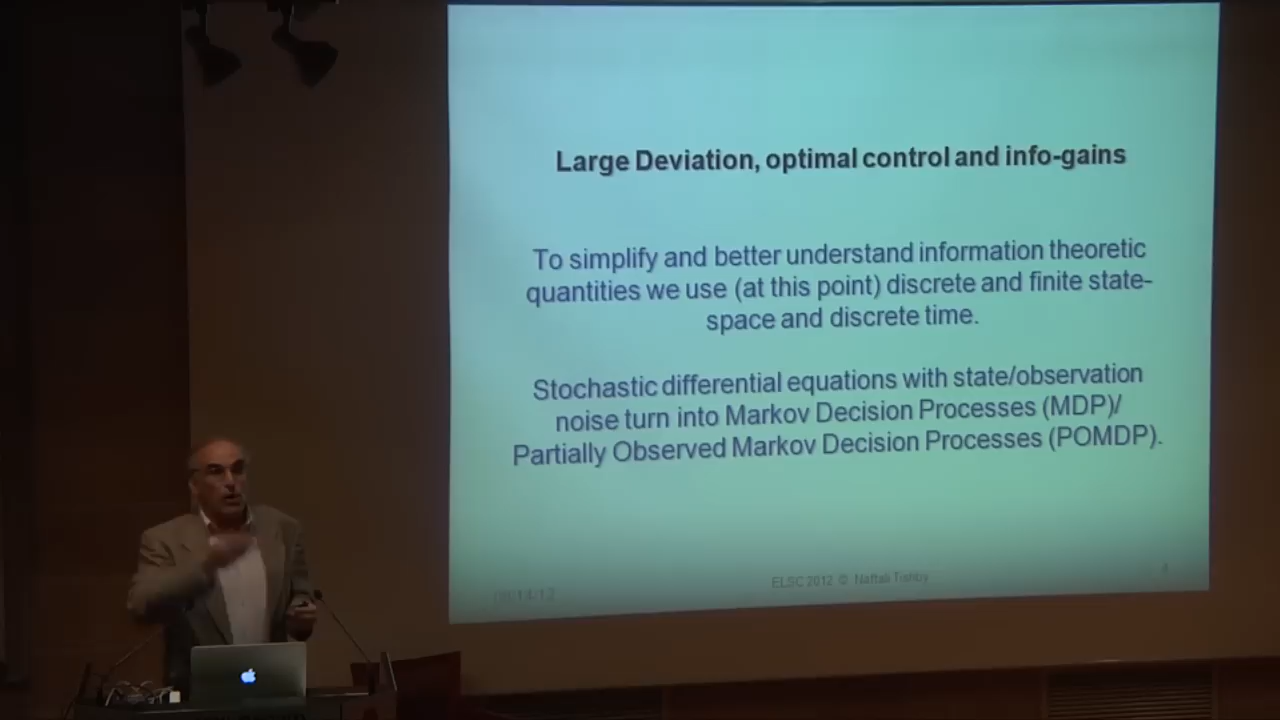 Large Deviation, optimal control and info-gains
To simplify and better understand information theoretic
quantities we use (at this point) discrete and finite state-
space and discrete time.
Stochastic differential equations with state/observation
noise turn into Markov Decision Processes (MDP)/
Partially Observed Markov Decision Processes (POMDP).
ELSC 2012 © Naftali Tishby